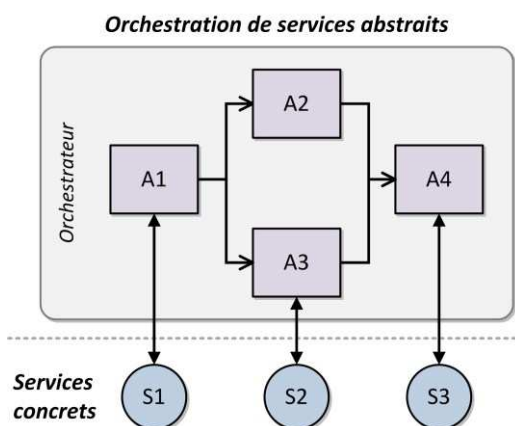 Orchestration de services abstraits
Orchestrateur
A1
A2
A3
A4
Services
concrets
S1
S2
S3